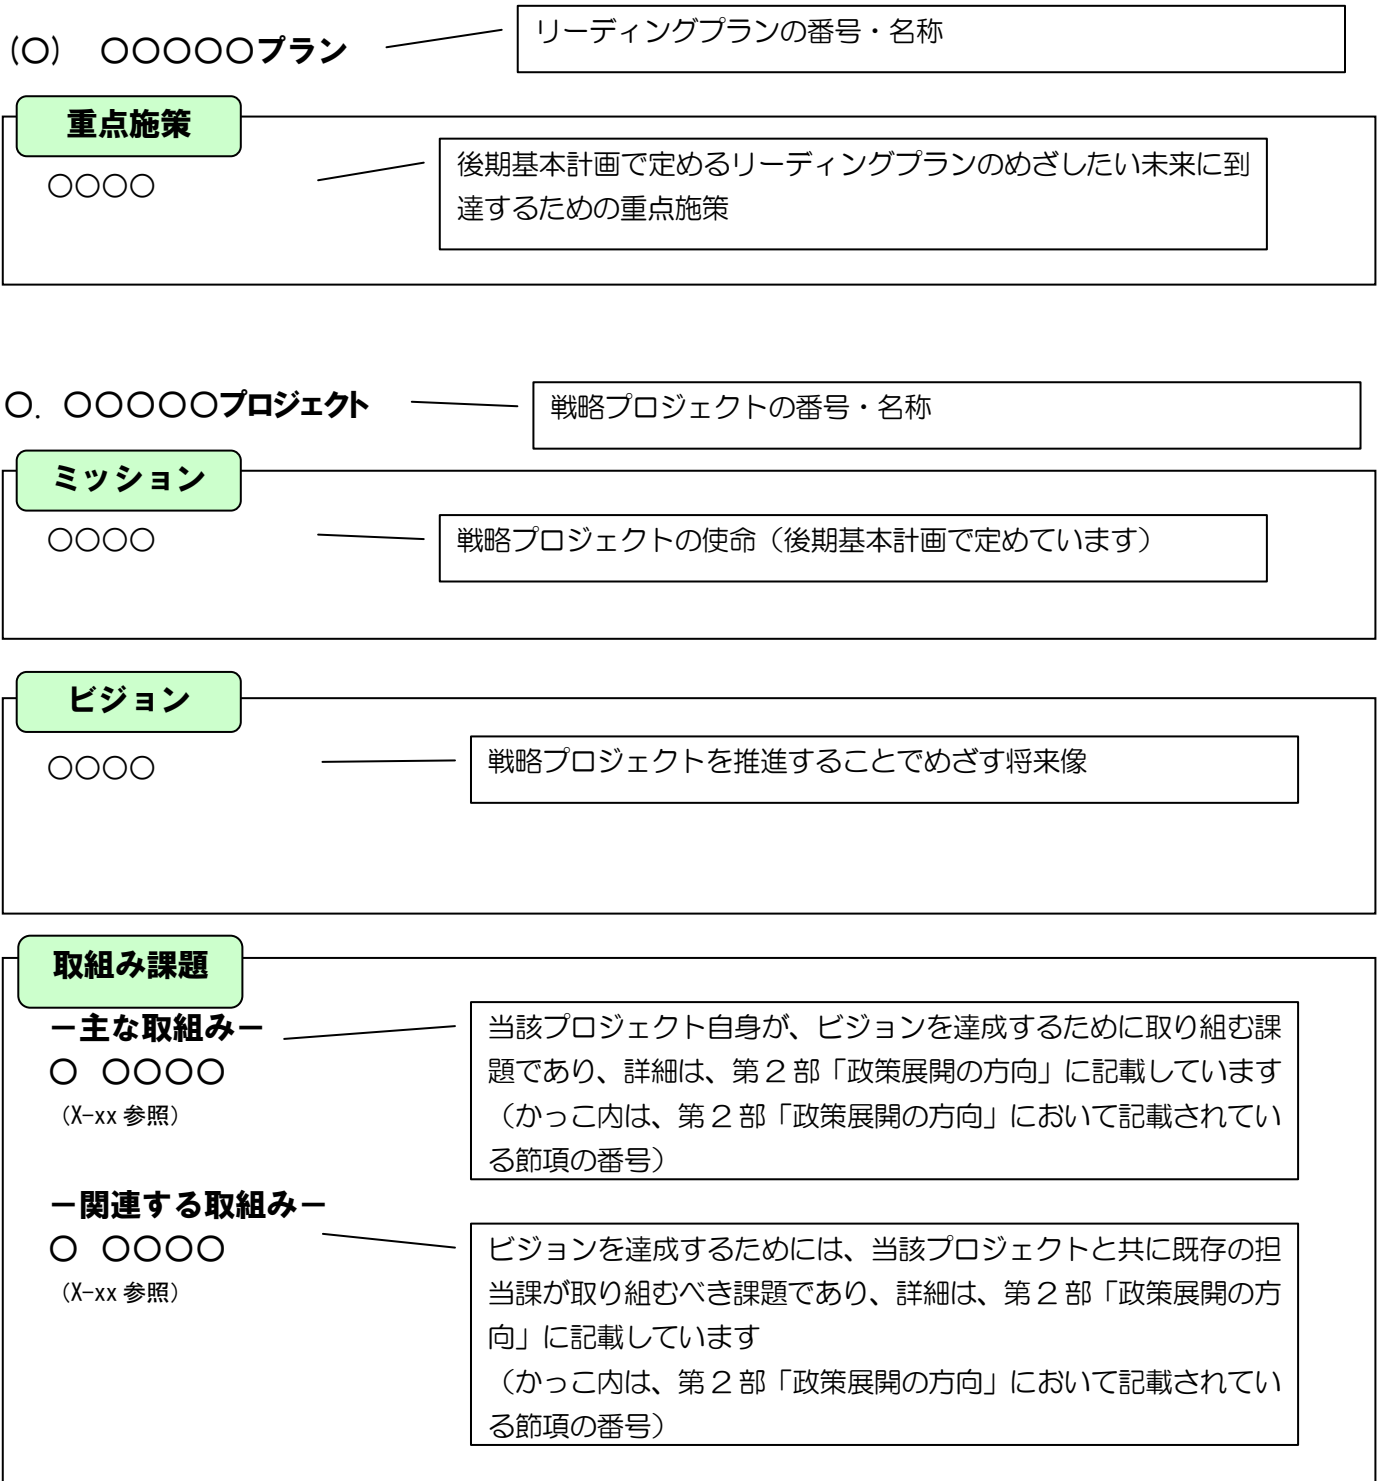 (○)　○○○○○プラン
リーディングプランの番号・名称
重点施策
○○○○
後期基本計画で定めるリーディングプランのめざしたい未来に到
達するための重点施策
○．○○○○○プロジェクト
戦略プロジェクトの番号・名称
ミッション
○○○○
戦略プロジェクトの使命（後期基本計画で定めています）
ビジョン
○○○○
戦略プロジェクトを推進することでめざす将来像
取組み課題
－主な取組み－
○ ○○○○
（X-xx 参照）
当該プロジェクト自身が、ビジョンを達成するために取り組む課
題であり、詳細は、第２部「政策展開の方向」に記載しています
（かっこ内は、第２部「政策展開の方向」において記載されてい
る節項の番号）
－関連する取組み－
○ ○○○○
（X-xx 参照）
ビジョンを達成するためには、当該プロジェクトと共に既存の担
当課が取り組むべき課題であり、詳細は、第２部「政策展開の方
向」に記載しています
（かっこ内は、第２部「政策展開の方向」において記載されてい
る節項の番号）